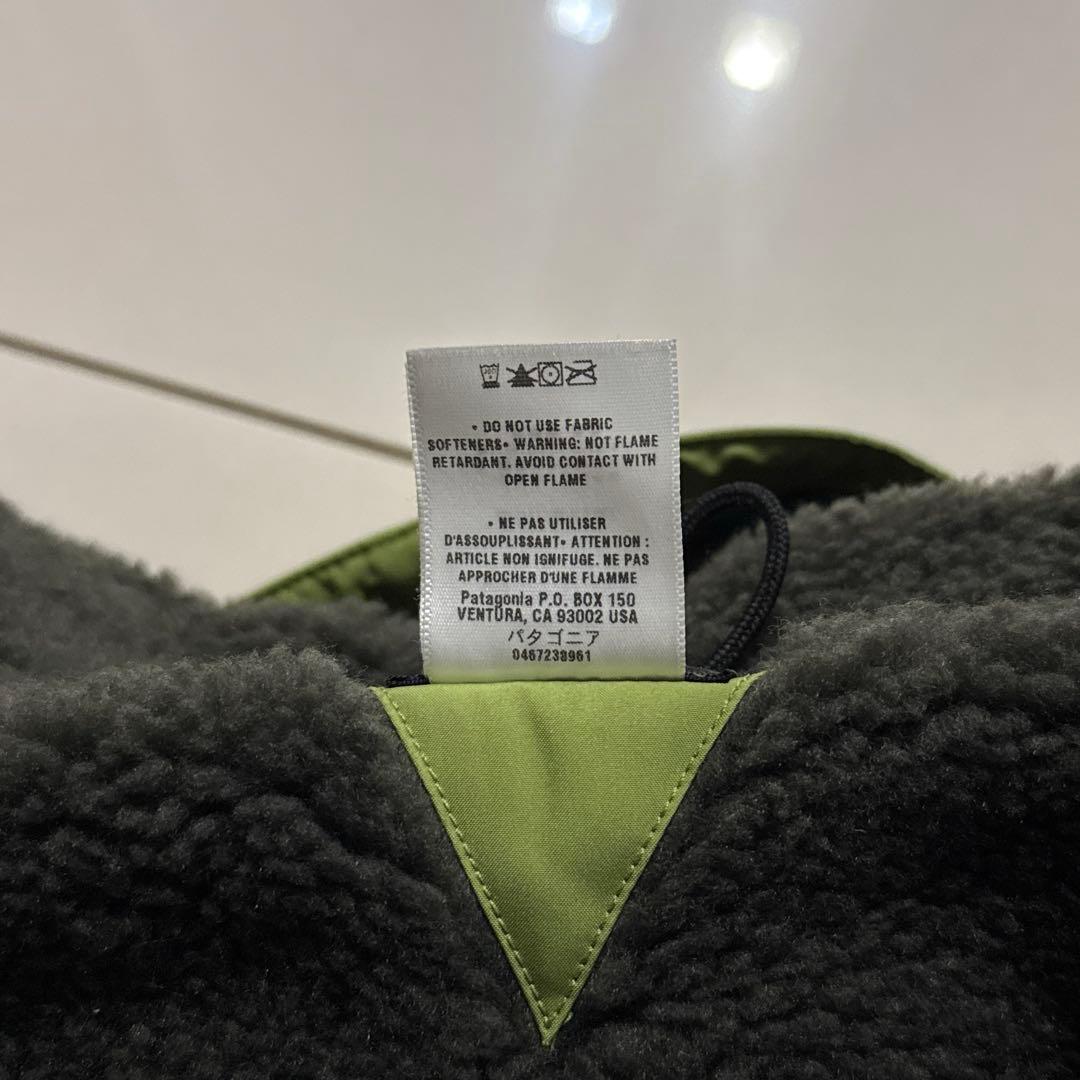 • DO NOT USE FABRIC
SOFTENERS• WARNING: NOT FLAME
RETARDANT. AVOID CONTACT WITH
OPEN FLAME
• NE PAS UTILISER
D'ASSOUPLISSANT• ATTENTION :
ARTICLE NON IGNIFUGE. NE PAS
APPROCHER D'UNE FLAMME
Patagonia P.O. BOX 150
VENTURA, CA 93002 USA
パタゴニア
0467238961